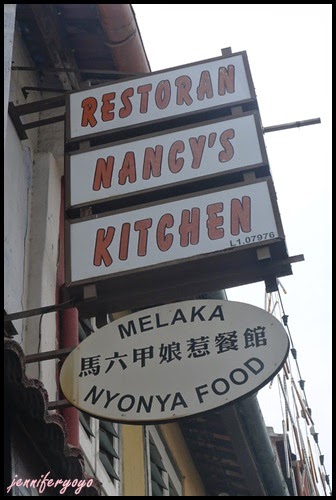 RESTORAN
NANCY'S
KITCHEN
L1.07976
MELAKA
馬六甲娘惹餐館
NYONYA FOOD
jenniferyoyo